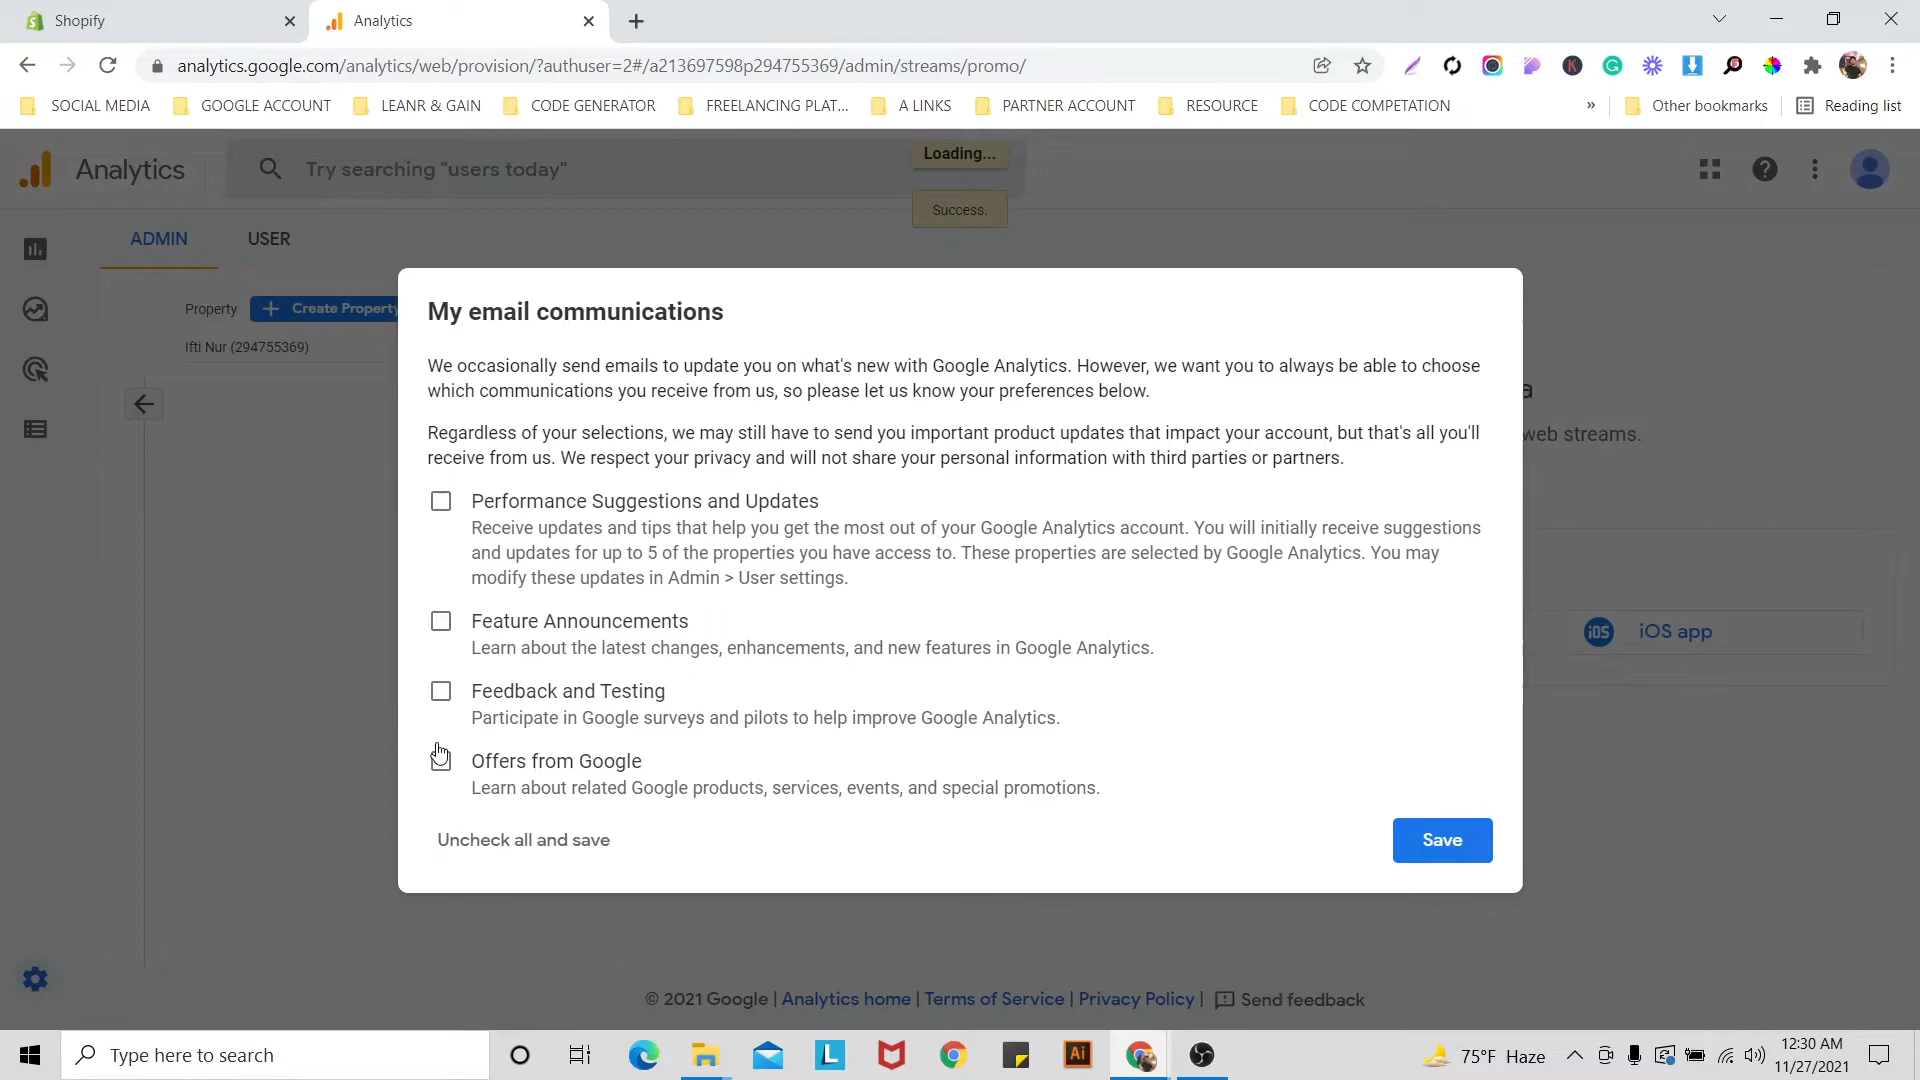 Shopify
Analytics
analytics.google.com/analytics/web/provision/?authuser=2#/a213697598p294755369/admin/streams/promo/
SOCIAL MEDIA GOOGLE ACCOUNT LEANR & GAIN CODE GENERATOR FREELANCING PLAT... A LINKS PARTNER ACCOUNT RESOURCE CODE COMPETATION » Other bookmarks Reading list
Analytics
Try searching "users today"
Loading...
Success.
ADMIN USER
Property + Create Property
Ifti Nur (294755369)
My email communications
We occasionally send emails to update you on what's new with Google Analytics. However, we want you to always be able to choose
which communications you receive from us, so please let us know your preferences below.
Regardless of your selections, we may still have to send you important product updates that impact your account, but that's all you'll
receive from us. We respect your privacy and will not share your personal information with third parties or partners.
Performance Suggestions and Updates
Receive updates and tips that help you get the most out of your Google Analytics account. You will initially receive suggestions
and updates for up to 5 of the properties you have access to. These properties are selected by Google Analytics. You may
modify these updates in Admin > User settings.
Feature Announcements
Learn about the latest changes, enhancements, and new features in Google Analytics.
Feedback and Testing
Participate in Google surveys and pilots to help improve Google Analytics.
Offers from Google
Learn about related Google products, services, events, and special promotions.
Uncheck all and save
Save
a
web streams.
iOS iOS app
© 2021 Google | Analytics home | Terms of Service | Privacy Policy | Send feedback
Type here to search
L
Ai
75°F Haze
12:30 AM
11/27/2021